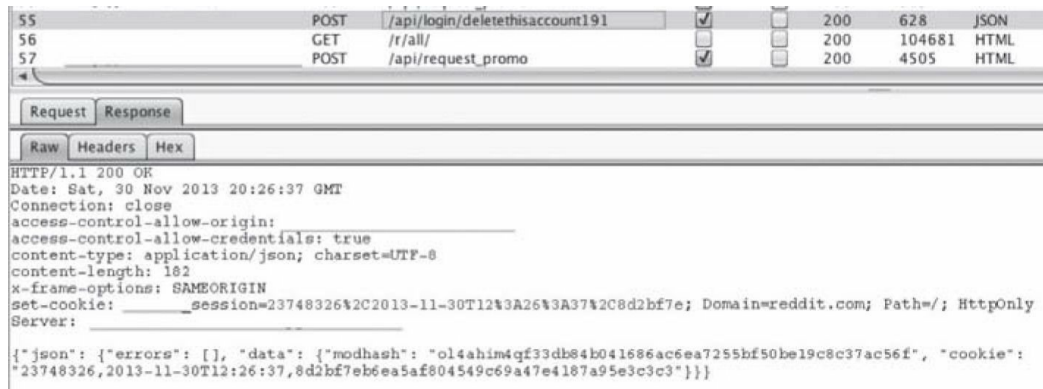 55 POST /api/login/deletethisaccount191 200 628 JSON
56 GET /r/all/ 200 104681 HTML
57 POST /api/request_promo 200 4505 HTML
Request Response
Raw Headers Hex
HTTP/1.1 200 OK
Date: Sat, 30 Nov 2013 20:26:37 GMT
Connection: close
access-control-allow-origin:
access-control-allow-credentials: true
content-type: application/json; charset=UTF-8
content-length: 182
x-frame-options: SAMEORIGIN
set-cookie: _session=23748326%2C2013-11-30T12%3A26%3A37%2C8d2bf7e; Domain=reddit.com; Path=/; HttpOnly
Server:
{"json": {"errors": [], "data": {"modhash": "ol4ahim4qf33db84b041686ac6ea7255bf50be19c8c37ac56f", "cookie":
"23748326,2013-11-30T12:26:37,8d2bf7eb6ea5af804549c69a47e4187a95e3c3c3"}}}